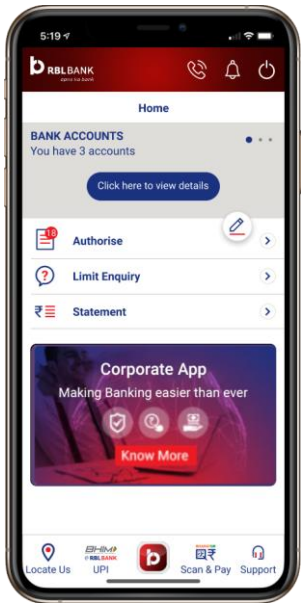 5:19
RBLBANK
apno ka bank
Home
BANK ACCOUNTS
You have 3 accounts
Click here to view details
18
Authorise
Limit Enquiry
₹ Statement
Corporate App
Making Banking easier than ever
Know More
BHIM
RBLBANK
Locate Us UPI Scan & Pay Support